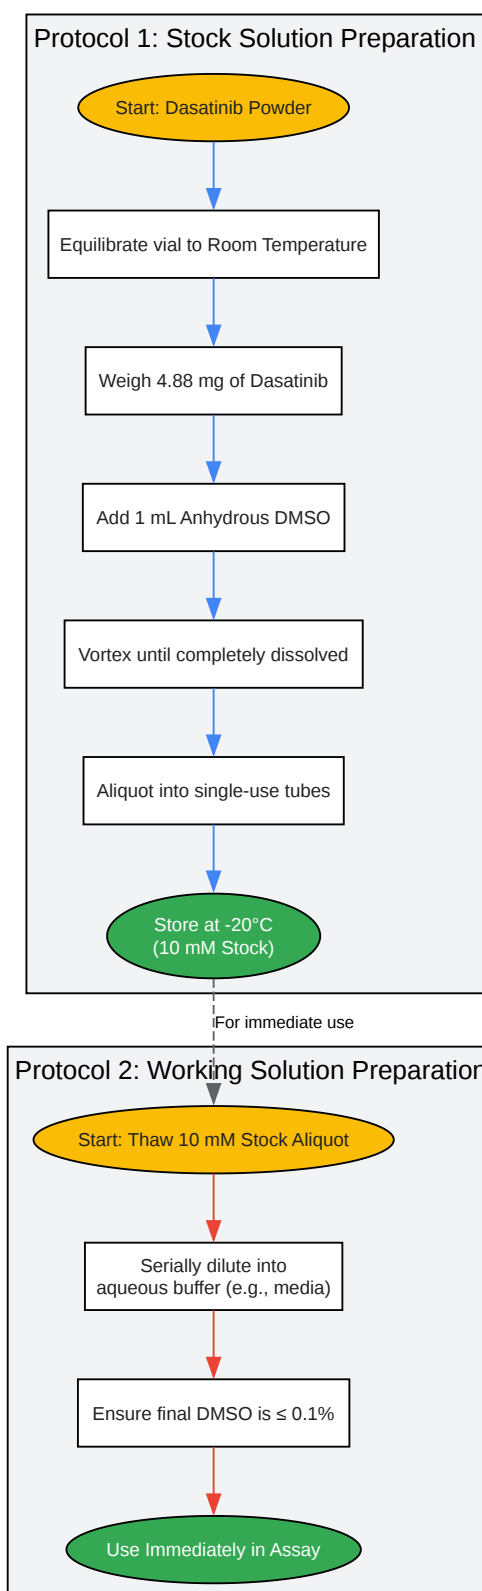 Protocol 1: Stock Solution Preparation
Start: Dasatinib Powder
Equilibrate vial to Room Temperature
Weigh 4.88 mg of Dasatinib
Add 1 mL Anhydrous DMSO
Vortex until completely dissolved
Aliquot into single-use tubes
Store at -20°C
(10 mM Stock)
For immediate use
Protocol 2: Working Solution Preparation
Start: Thaw 10 mM Stock Aliquot
Serially dilute into
aqueous buffer (e.g., media)
Ensure final DMSO is ≤ 0.1%
Use Immediately in Assay